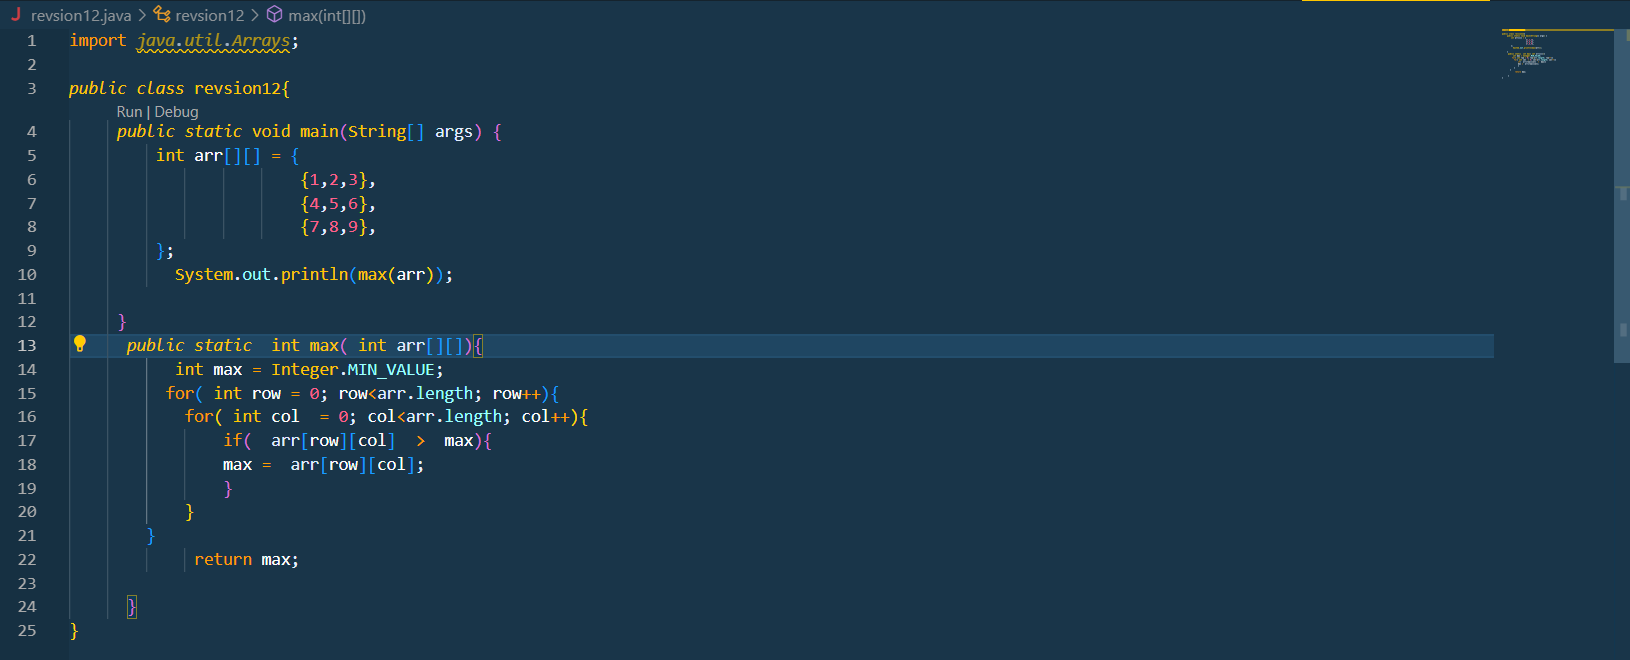 revsion12.java > revsion12 > max(int[][])
1 import java.util.Arrays;
2
3 public class revsion12{
Run | Debug
4 public static void main(String[] args) {
5 int arr[][] = {
6 {1,2,3},
7 {4,5,6},
8 {7,8,9},
9 };
10 System.out.println(max(arr));
11
12 }
13 public static  int max( int arr[][]){
14 int max = Integer.MIN_VALUE;
15 for( int row = 0; row<arr.length; row++){
16 for( int col  = 0; col<arr.length; col++){
17 if(  arr[row][col]  >  max){
18 max =  arr[row][col];
19 }
20 }
21 }
22 return max;
23
24 }
25 }